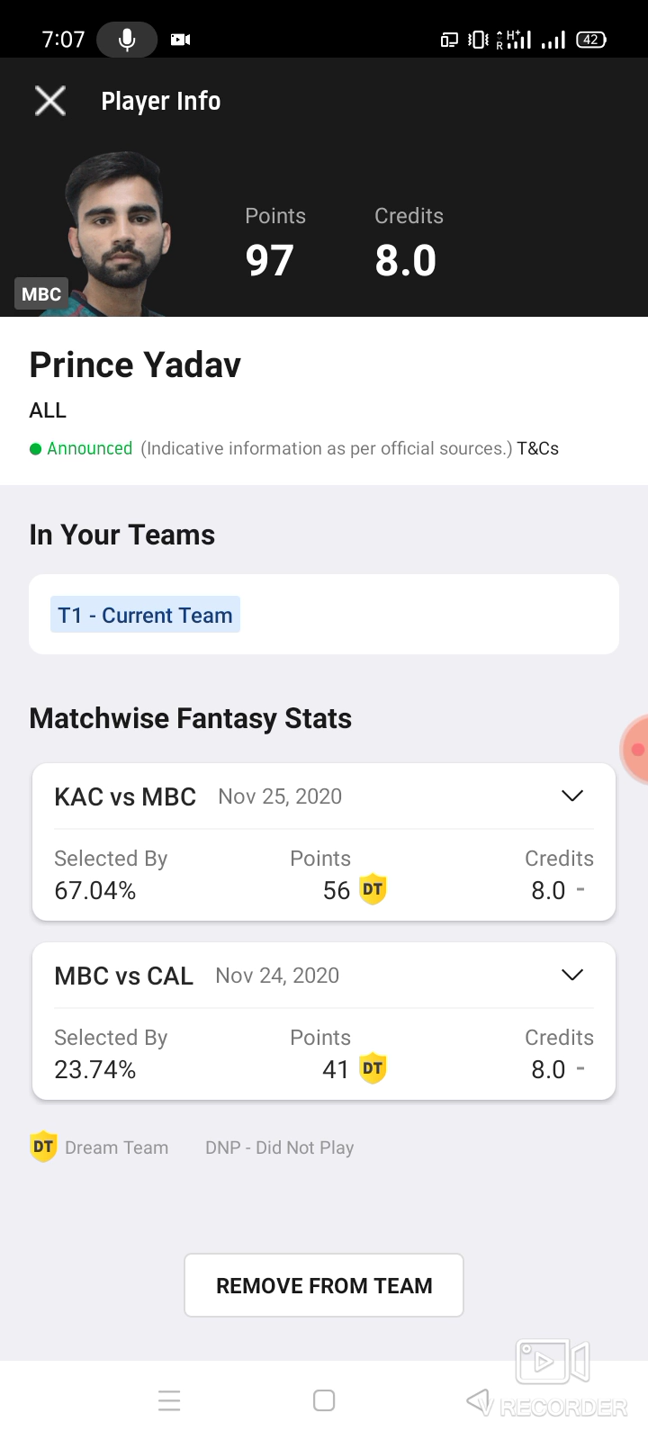 7:07 42
Player Info
Points Credits
97 8.0
MBC
Prince Yadav
ALL
Announced (Indicative information as per official sources.) T&Cs
In Your Teams
T1 - Current Team
Matchwise Fantasy Stats
KAC vs MBC Nov 25, 2020
Selected By Points Credits
67.04% 56 DT 8.0 -
MBC vs CAL Nov 24, 2020
Selected By Points Credits
23.74% 41 DT 8.0 -
DT Dream Team DNP - Did Not Play
REMOVE FROM TEAM
V RECORDER